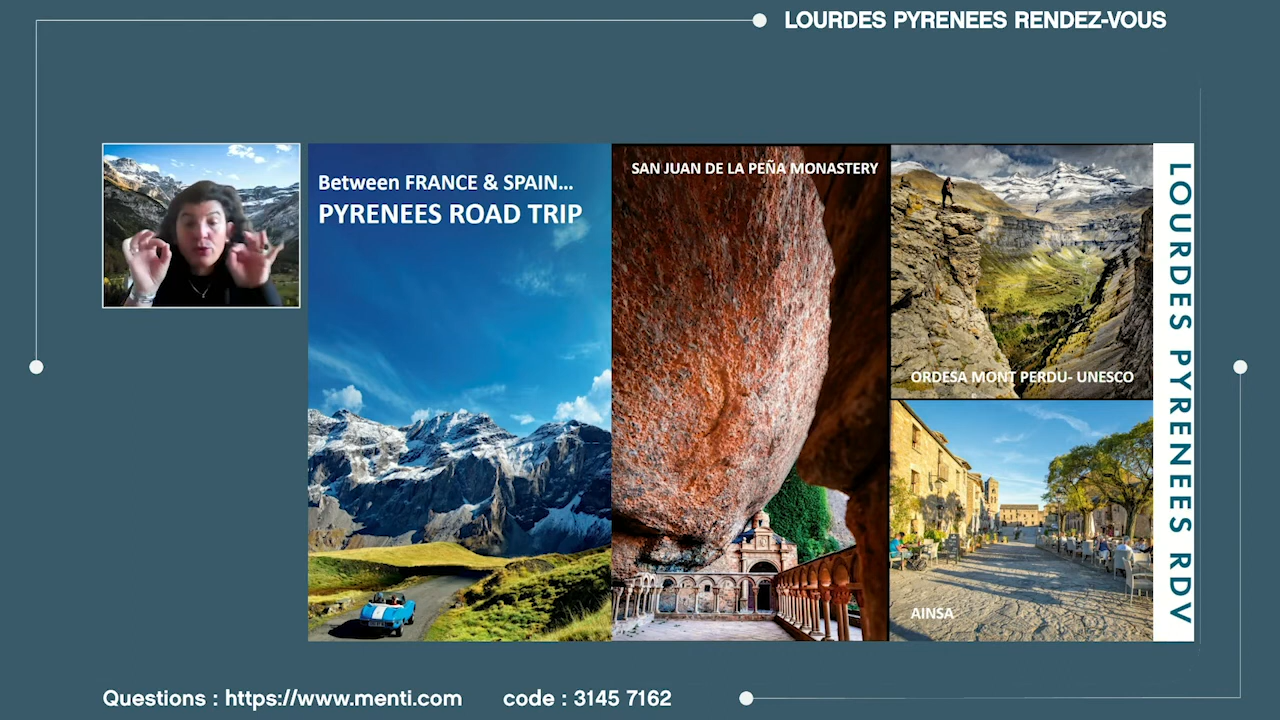 LOURDES PYRENEES RENDEZ-VOUS
Between FRANCE & SPAIN...
PYRENEES ROAD TRIP
SAN JUAN DE LA PEÑA MONASTERY
ORDESA MONT PERDU- UNESCO
AINSA
LOURDES PYRENEES RDV
Questions : https://www.menti.com code : 3145 7162